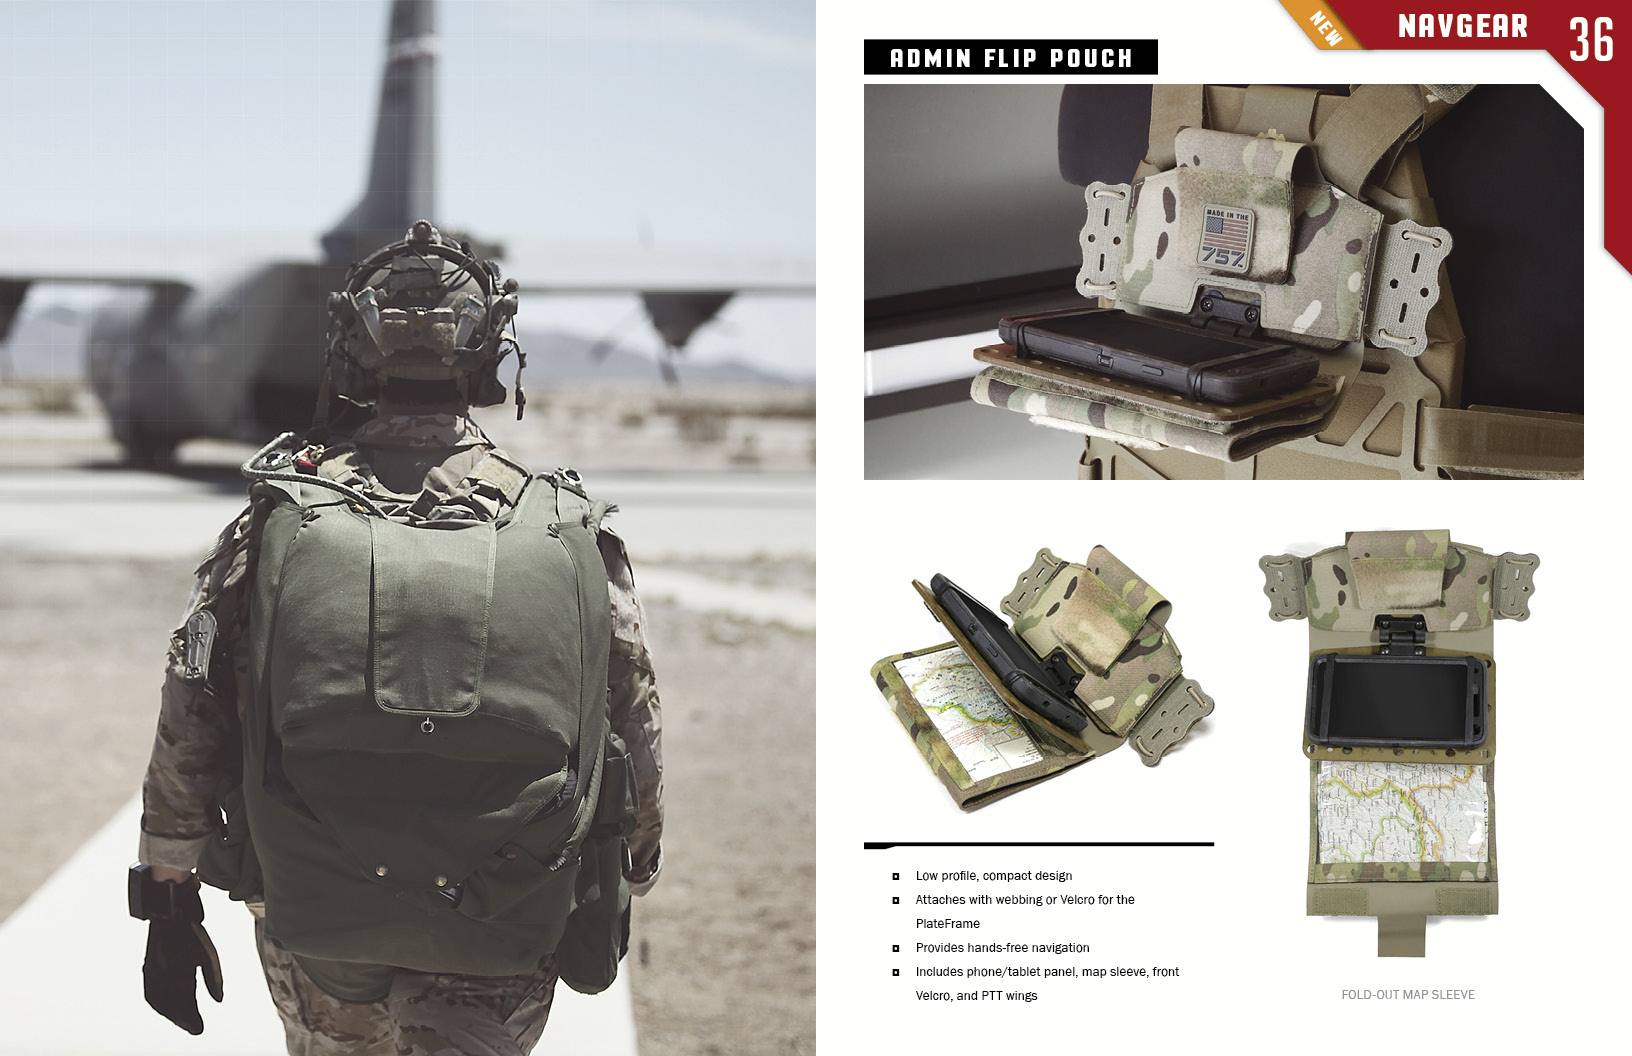 NEW
NAVGEAR
36
ADMIN FLIP POUCH
MADE IN THE
757
Low profile, compact design
Attaches with webbing or Velcro for the
PlateFrame
Provides hands-free navigation
Includes phone/tablet panel, map sleeve, front
Velcro, and PTT wings
FOLD-OUT MAP SLEEVE